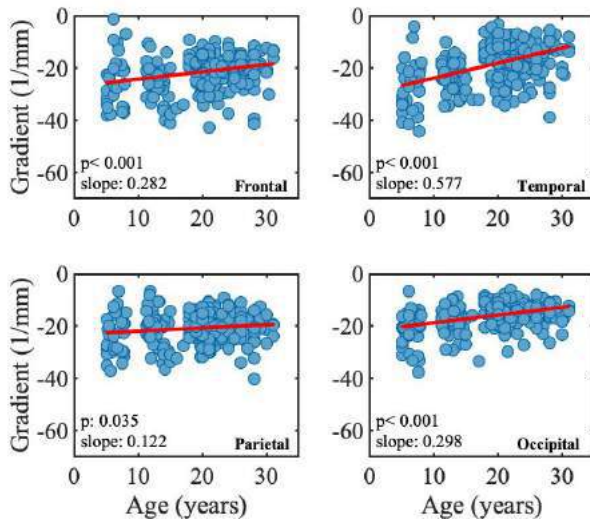 Gradient (1/mm)
0
-20
-40
-60
p< 0.001
slope: 0.282
Frontal
0 10 20 30
0
-20
-40
-60
p< 0.001
slope: 0.577
Temporal
0 10 20 30
Gradient (1/mm)
0
-20
-40
-60
p: 0.035
slope: 0.122
Parietal
0 10 20 30
Age (years)
0
-20
-40
-60
p< 0.001
slope: 0.298
Occipital
0 10 20 30
Age (years)